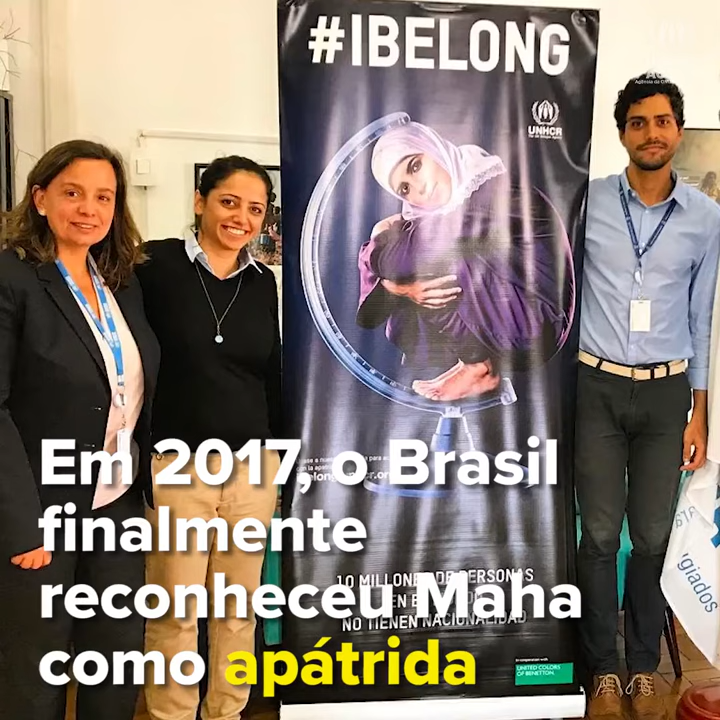 #IBELONG
UNHCR
Em 2017, o Brasil
finalmente
reconheceu Maha
como apátrida
10 MILLONES DE PERSONAS
NO TIENEN NACIONALIDAD
UNITED COLORS
OF BENETTON.